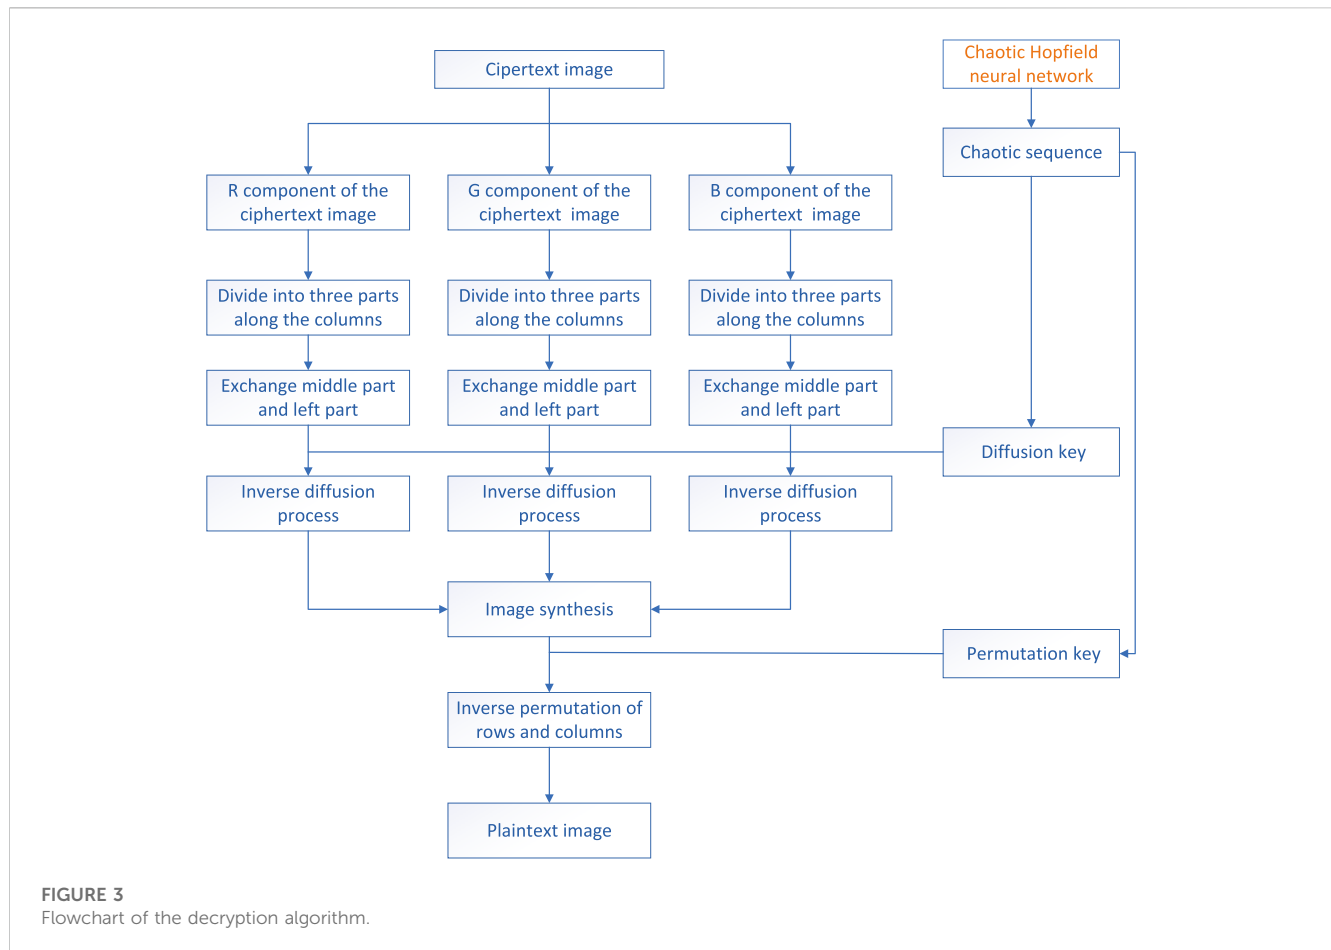 Cipertext image
Chaotic Hopfield
neural network
Chaotic sequence
R component of the
ciphertext image
G component of the
ciphertext image
B component of the
ciphertext image
Divide into three parts
along the columns
Divide into three parts
along the columns
Divide into three parts
along the columns
Exchange middle part
and left part
Exchange middle part
and left part
Exchange middle part
and left part
Diffusion key
Inverse diffusion
process
Inverse diffusion
process
Inverse diffusion
process
Image synthesis
Permutation key
Inverse permutation of
rows and columns
Plaintext image
FIGURE 3
Flowchart of the decryption algorithm.